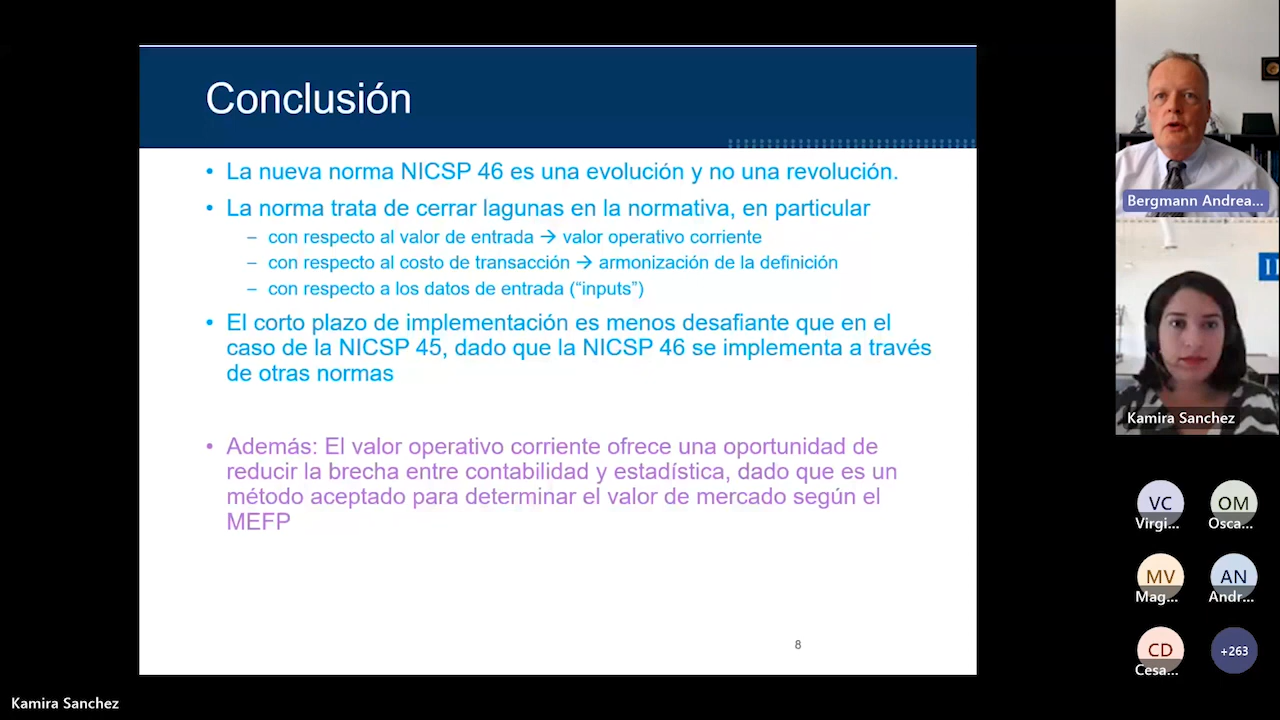 Conclusión
• La nueva norma NICSP 46 es una evolución y no una revolución.
• La norma trata de cerrar lagunas en la normativa, en particular
– con respecto al valor de entrada → valor operativo corriente
– con respecto al costo de transacción → armonización de la definición
– con respecto a los datos de entrada (“inputs”)
• El corto plazo de implementación es menos desafiante que en el
caso de la NICSP 45, dado que la NICSP 46 se implementa a través
de otras normas
• Además: El valor operativo corriente ofrece una oportunidad de
reducir la brecha entre contabilidad y estadística, dado que es un
método aceptado para determinar el valor de mercado según el
MEFP
8
Bergmann Andrea...
Kamira Sanchez
VC
Virgi...
OM
Osca...
MV
Mag...
AN
Andr...
CD
Cesa...
+263
Kamira Sanchez